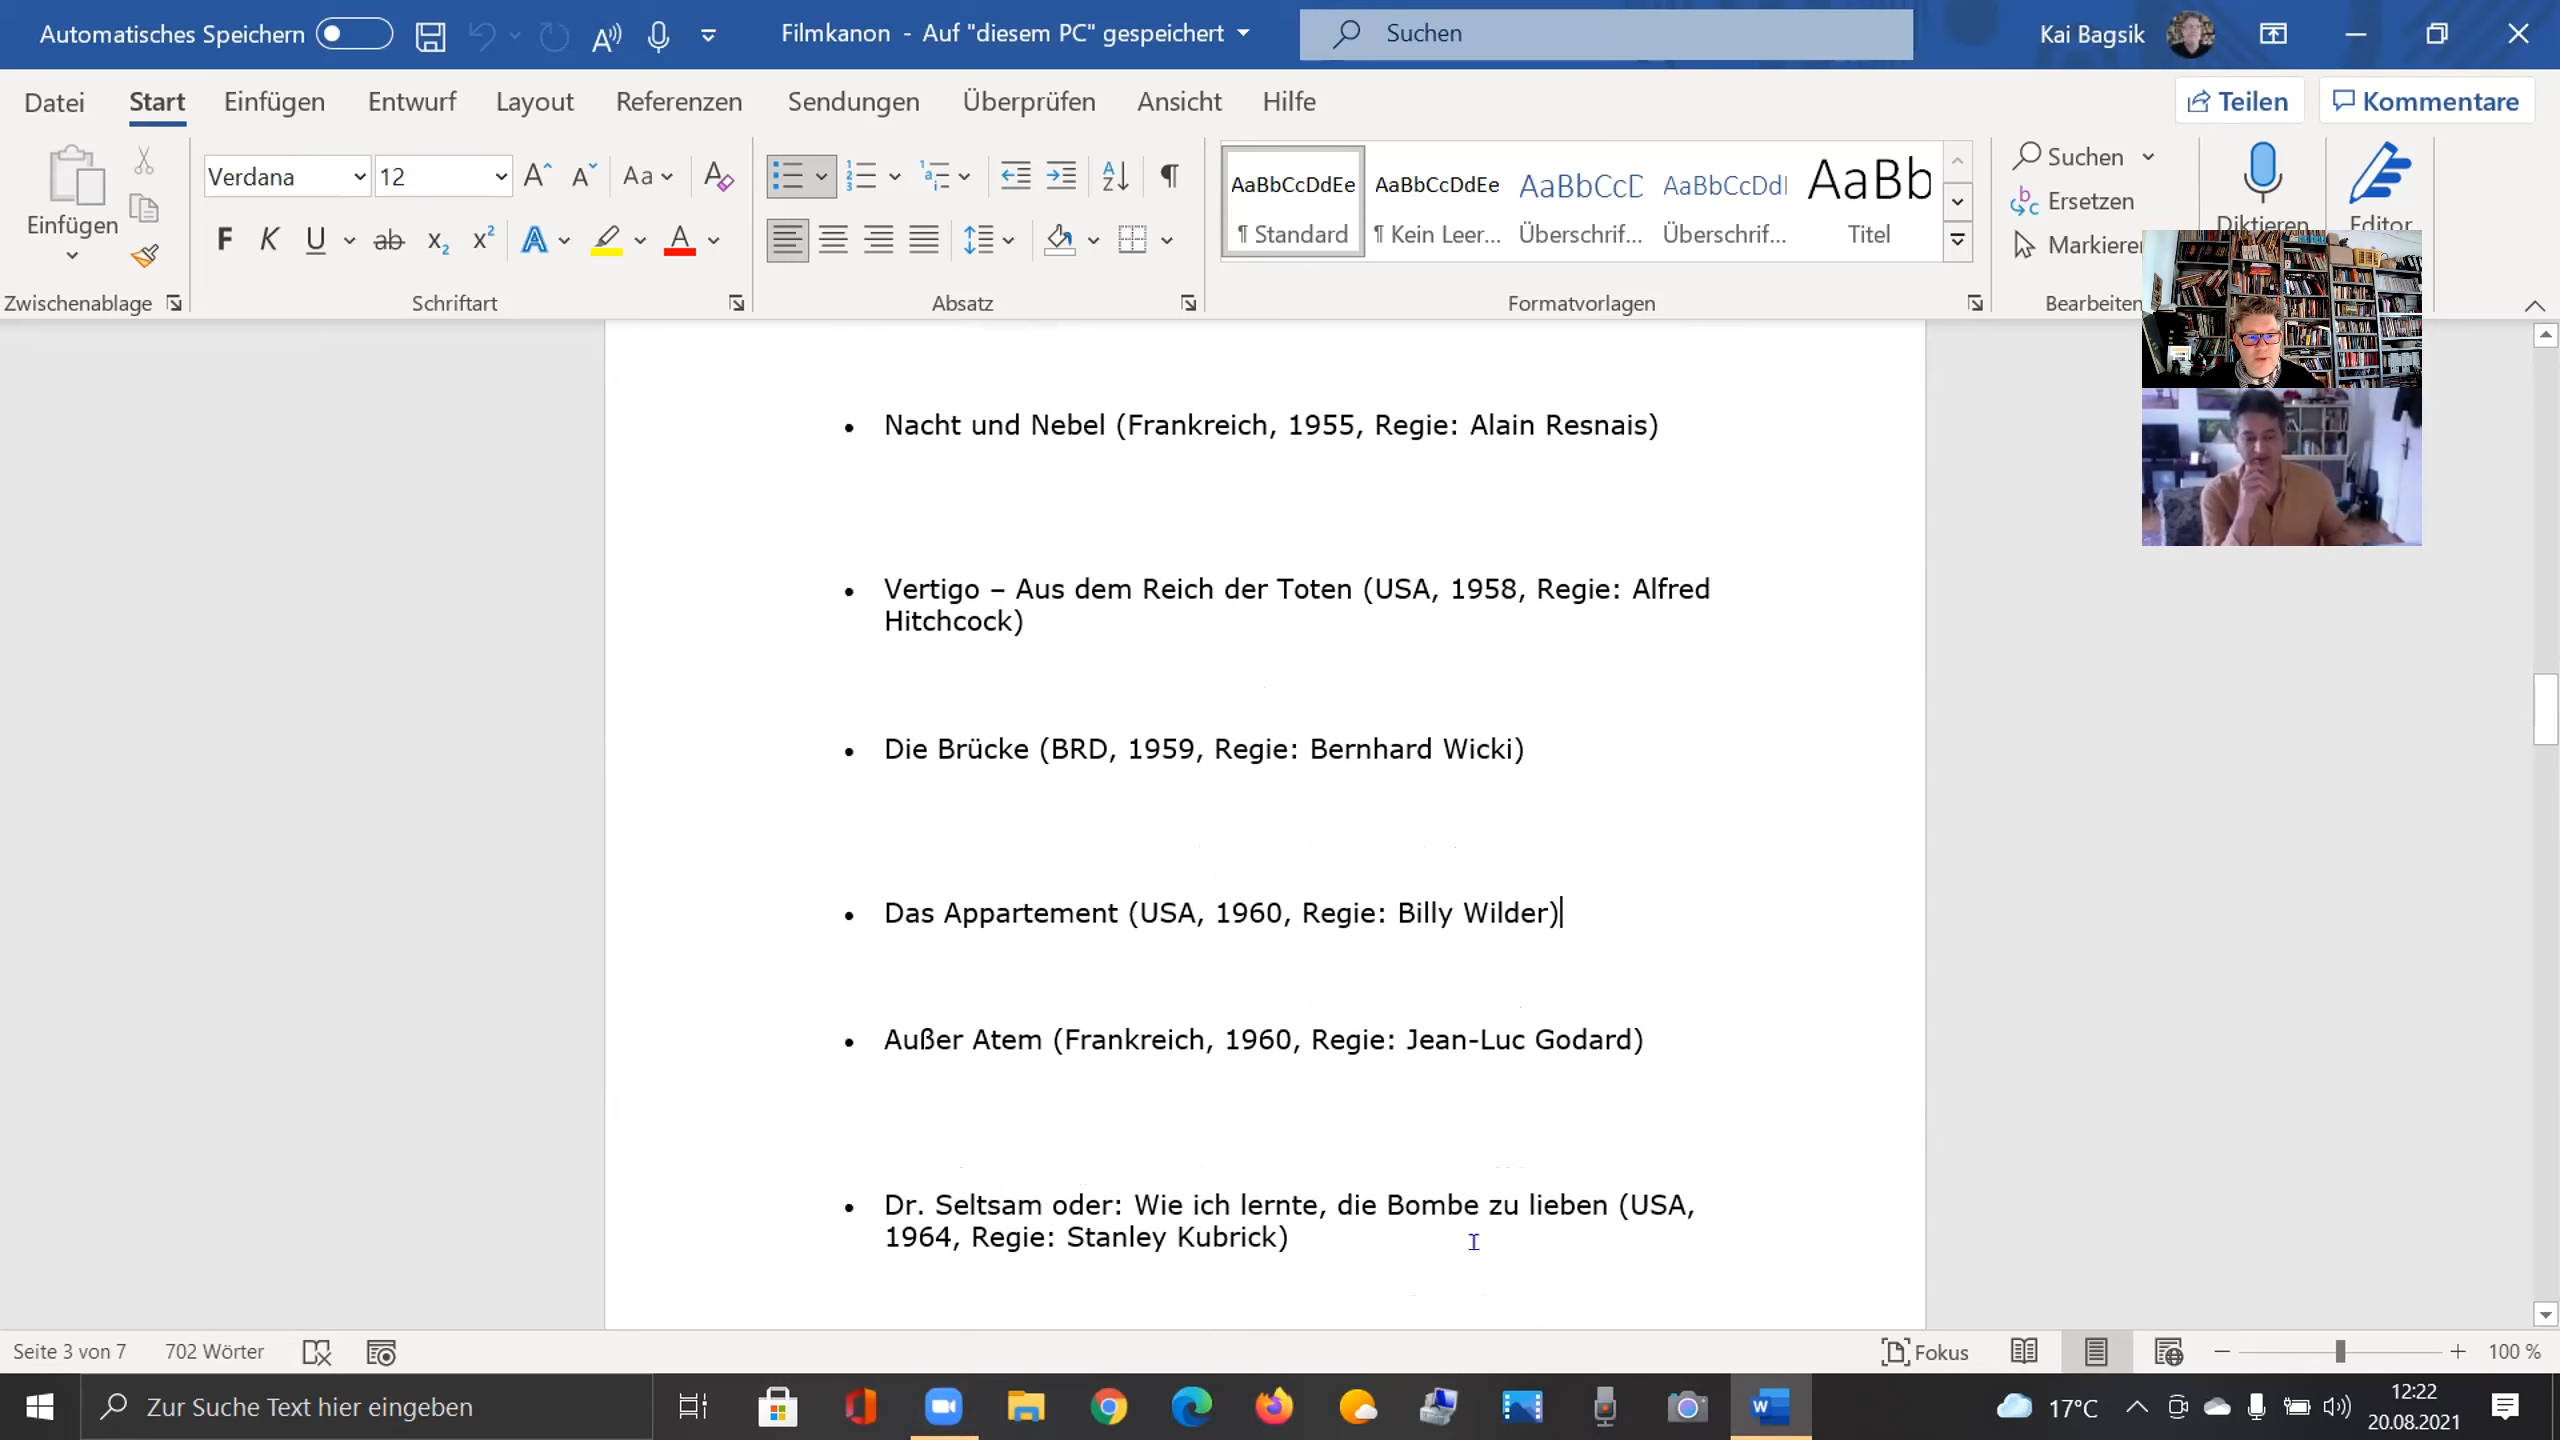 Automatisches Speichern
Filmkanon - Auf "diesem PC" gespeichert
Suchen
Kai Bagsik
Datei Start Einfügen Entwurf Layout Referenzen Sendungen Überprüfen Ansicht Hilfe
Teilen Kommentare
Einfügen
Zwischenablage
Verdana 12
F K U ab x₂ x² A A
Schriftart
Absatz
AaBbCcDdEe AaBbCcDdEe AaBbCcD AaBbCcDdI AaBb
¶ Standard ¶ Kein Leer... Überschrif... Überschrif... Titel
Formatvorlagen
Suchen
Ersetzen
Markieren
Bearbeiten
Diktieren
Editor
• Nacht und Nebel (Frankreich, 1955, Regie: Alain Resnais)
• Vertigo – Aus dem Reich der Toten (USA, 1958, Regie: Alfred
Hitchcock)
• Die Brücke (BRD, 1959, Regie: Bernhard Wicki)
• Das Appartement (USA, 1960, Regie: Billy Wilder)
• Außer Atem (Frankreich, 1960, Regie: Jean-Luc Godard)
• Dr. Seltsam oder: Wie ich lernte, die Bombe zu lieben (USA,
1964, Regie: Stanley Kubrick)
Seite 3 von 7 702 Wörter
Fokus
100 %
Zur Suche Text hier eingeben
17°C
12:22
20.08.2021